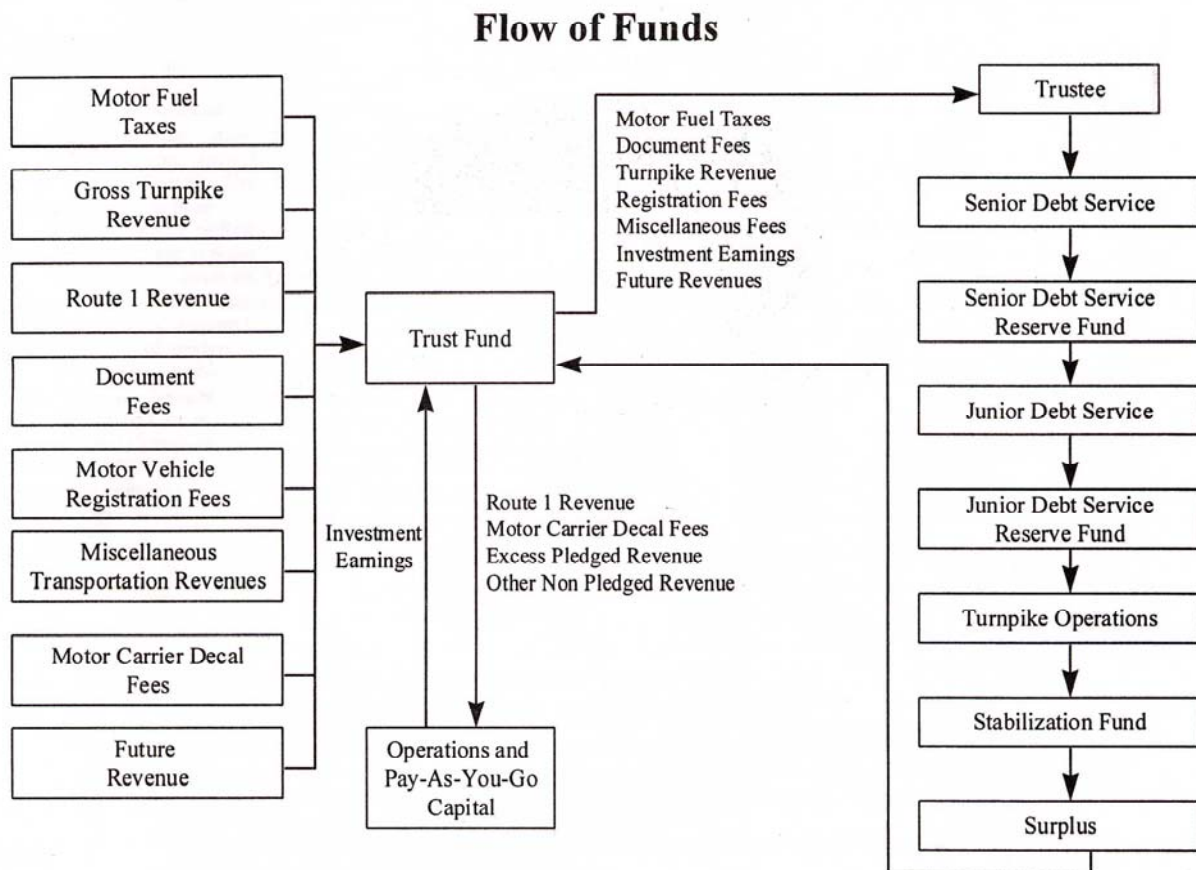 Flow of Funds
Motor Fuel
Taxes
Gross Turnpike
Revenue
Route 1 Revenue
Document
Fees
Motor Vehicle
Registration Fees
Miscellaneous
Transportation Revenues
Motor Carrier Decal
Fees
Future
Revenue
Trust Fund
Investment
Earnings
Route 1 Revenue
Motor Carrier Decal Fees
Excess Pledged Revenue
Other Non Pledged Revenue
Operations and
Pay-As-You-Go
Capital
Motor Fuel Taxes
Document Fees
Turnpike Revenue
Registration Fees
Miscellaneous Fees
Investment Earnings
Future Revenues
Trustee
Senior Debt Service
Senior Debt Service
Reserve Fund
Junior Debt Service
Junior Debt Service
Reserve Fund
Turnpike Operations
Stabilization Fund
Surplus